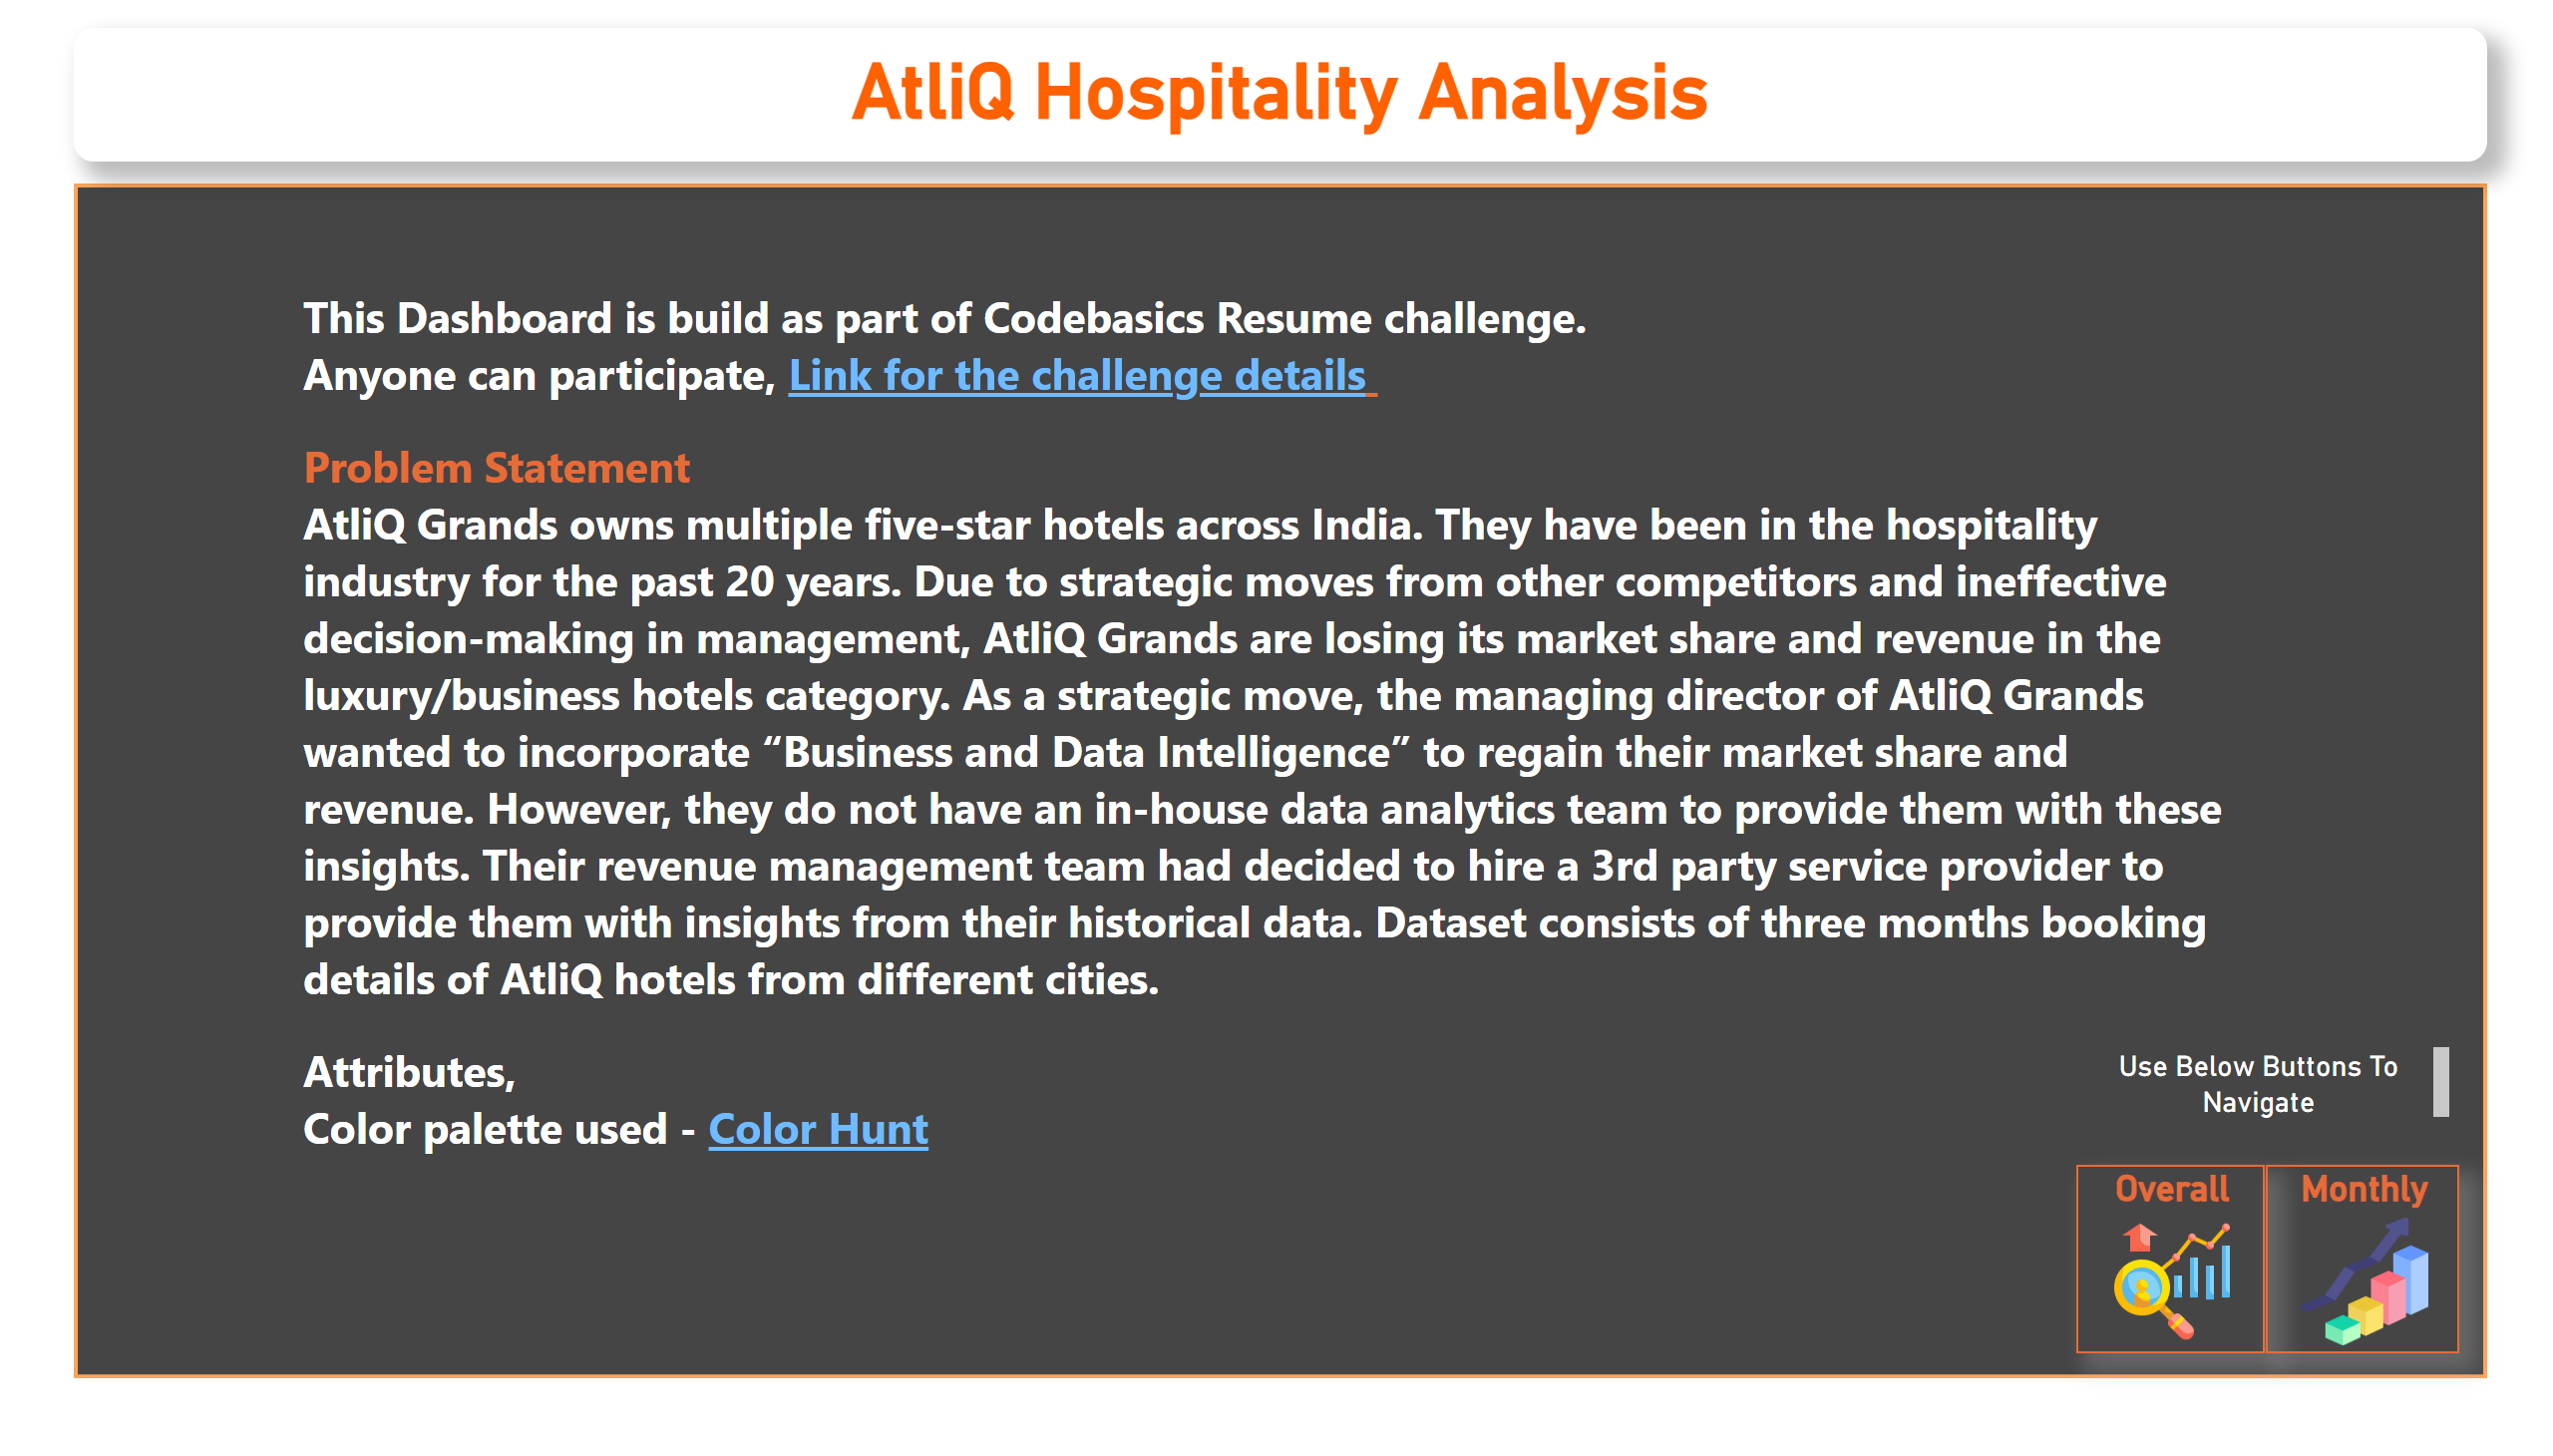 AtliQ Hospitality Analysis
This Dashboard is build as part of Codebasics Resume challenge.
Anyone can participate, Link for the challenge details
Problem Statement
AtliQ Grands owns multiple five-star hotels across India. They have been in the hospitality
industry for the past 20 years. Due to strategic moves from other competitors and ineffective
decision-making in management, AtliQ Grands are losing its market share and revenue in the
luxury/business hotels category. As a strategic move, the managing director of AtliQ Grands
wanted to incorporate “Business and Data Intelligence” to regain their market share and
revenue. However, they do not have an in-house data analytics team to provide them with these
insights. Their revenue management team had decided to hire a 3rd party service provider to
provide them with insights from their historical data. Dataset consists of three months booking
details of AtliQ hotels from different cities.
Attributes,
Color palette used - Color Hunt
Use Below Buttons To
Navigate
Overall
Monthly